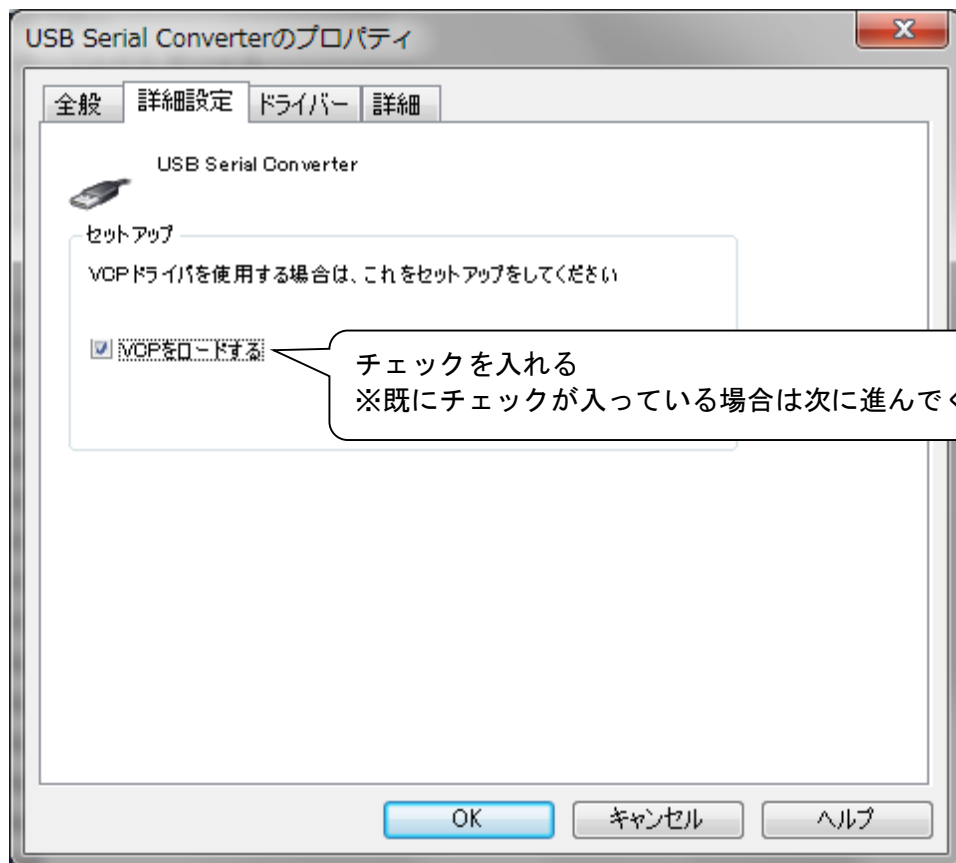 USB Serial Converterのプロパティ
全般 詳細設定 ドライバー 詳細
USB Serial Converter
セットアップ
VCPドライバを使用する場合は、これをセットアップをしてください
VCPをロードする
チェックを入れる
※既にチェックが入っている場合は次に進んでく
OK キャンセル ヘルプ